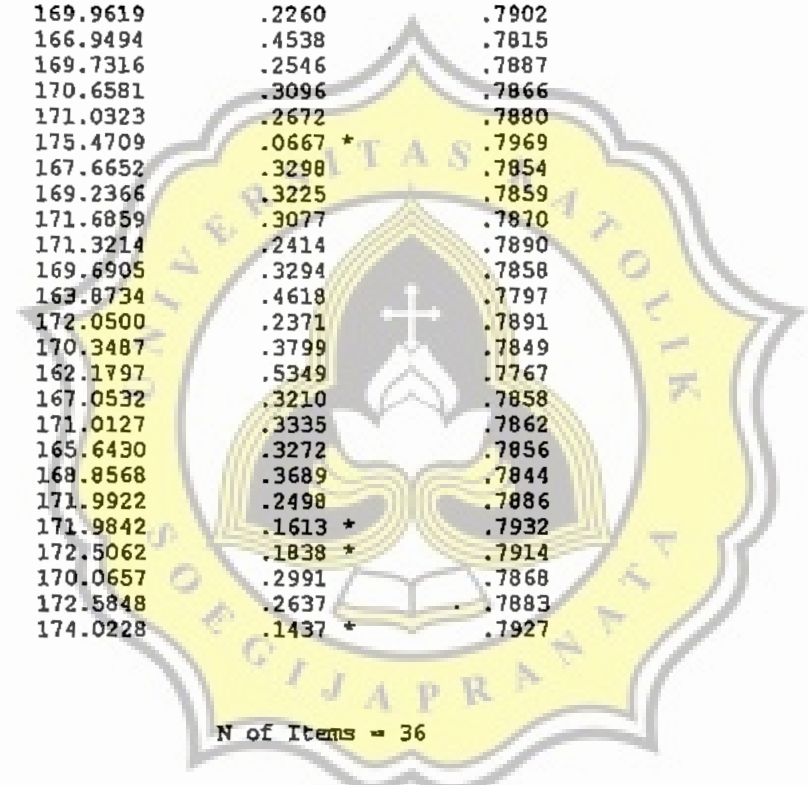 169.9619 .2260 .7902
166.9494 .4538 .7815
169.7316 .2546 .7887
170.6581 .3096 .7866
171.0323 .2672 .7880
175.4709 .0667 * .7969
167.6652 .3298 .7854
169.2366 .3225 .7859
171.6859 .3077 .7870
171.3214 .2414 .7890
169.6905 .3294 .7858
163.8734 .4618 .7797
172.0500 .2371 .7891
170.3487 .3799 .7849
162.1797 .5349 .7767
167.0532 .3210 .7858
171.0127 .3335 .7862
165.6430 .3272 .7856
168.8568 .3689 .7844
171.9922 .2498 .7886
171.9842 .1613 * .7932
172.5062 .1838 * .7914
170.0657 .2991 .7868
172.5848 .2637 .7883
174.0228 .1437 * .7927
N of Items = 36
UNIVERSITAS KATOLIK
SOEGIJAPRANATA